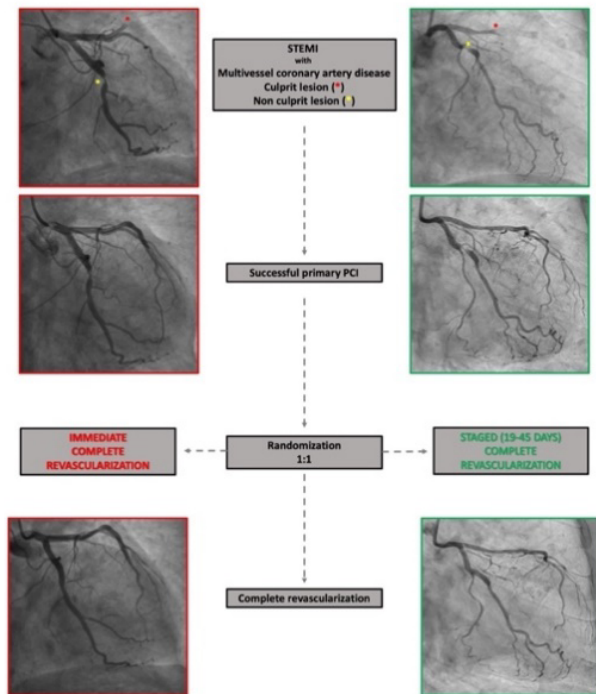 STEMI
with
Multivessel coronary artery disease
Culprit lesion (*)
Non culprit lesion (*)
Successful primary PCI
IMMEDIATE
COMPLETE
REVASCULARIZATION
Randomization
1:1
STAGED (19-45 DAYS)
COMPLETE
REVASCULARIZATION
Complete revascularization